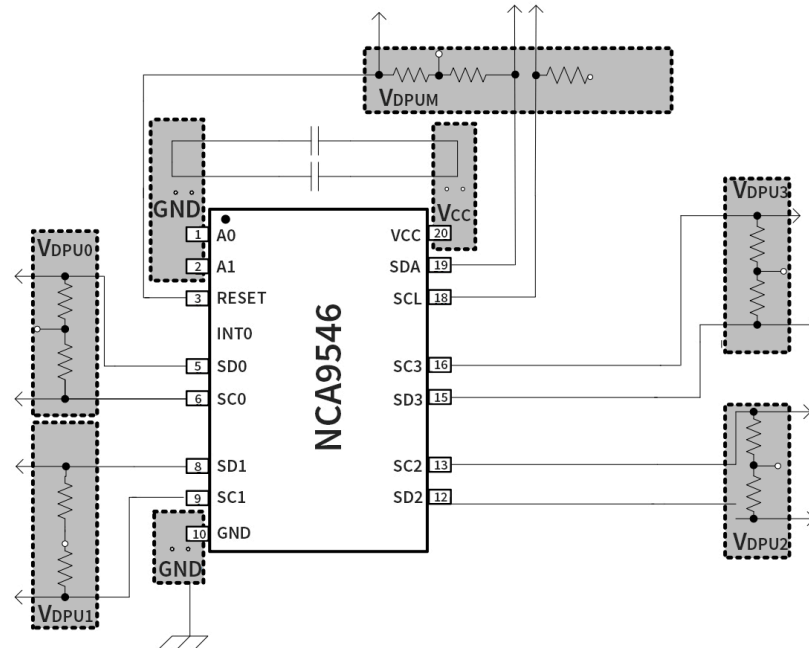 VDPUM
GND
VCC
VDPU3
VDPU0
1 A0
VCC 20
2 A1
SDA 19
3 RESET
SCL 18
INT0
NCA9546
5 SD0
SC3 16
6 SC0
SD3 15
8 SD1
SC2 13
9 SC1
SD2 12
10 GND
GND
VDPU2
VDPU1